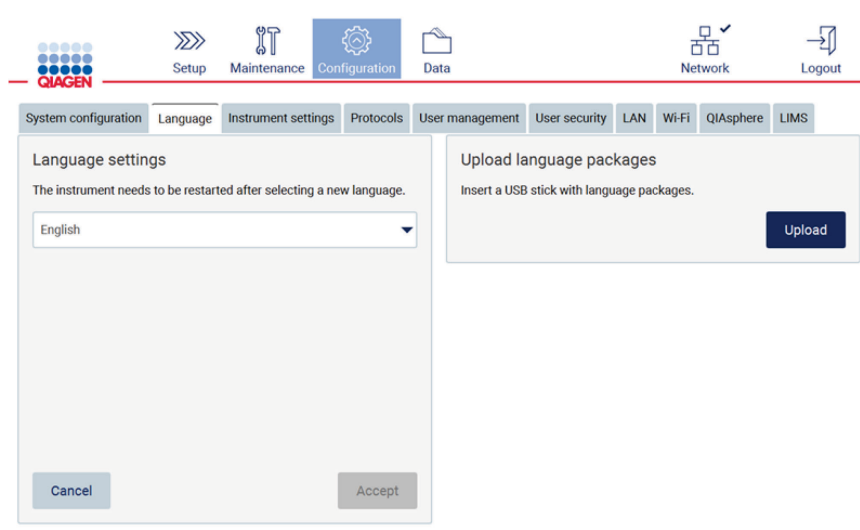 QIAGEN
Setup
Maintenance
Configuration
Data
Network
Logout
System configuration
Language
Instrument settings
Protocols
User management
User security
LAN
Wi-Fi
QIAsphere
LIMS
Language settings
The instrument needs to be restarted after selecting a new language.
English
Cancel
Accept
Upload language packages
Insert a USB stick with language packages.
Upload